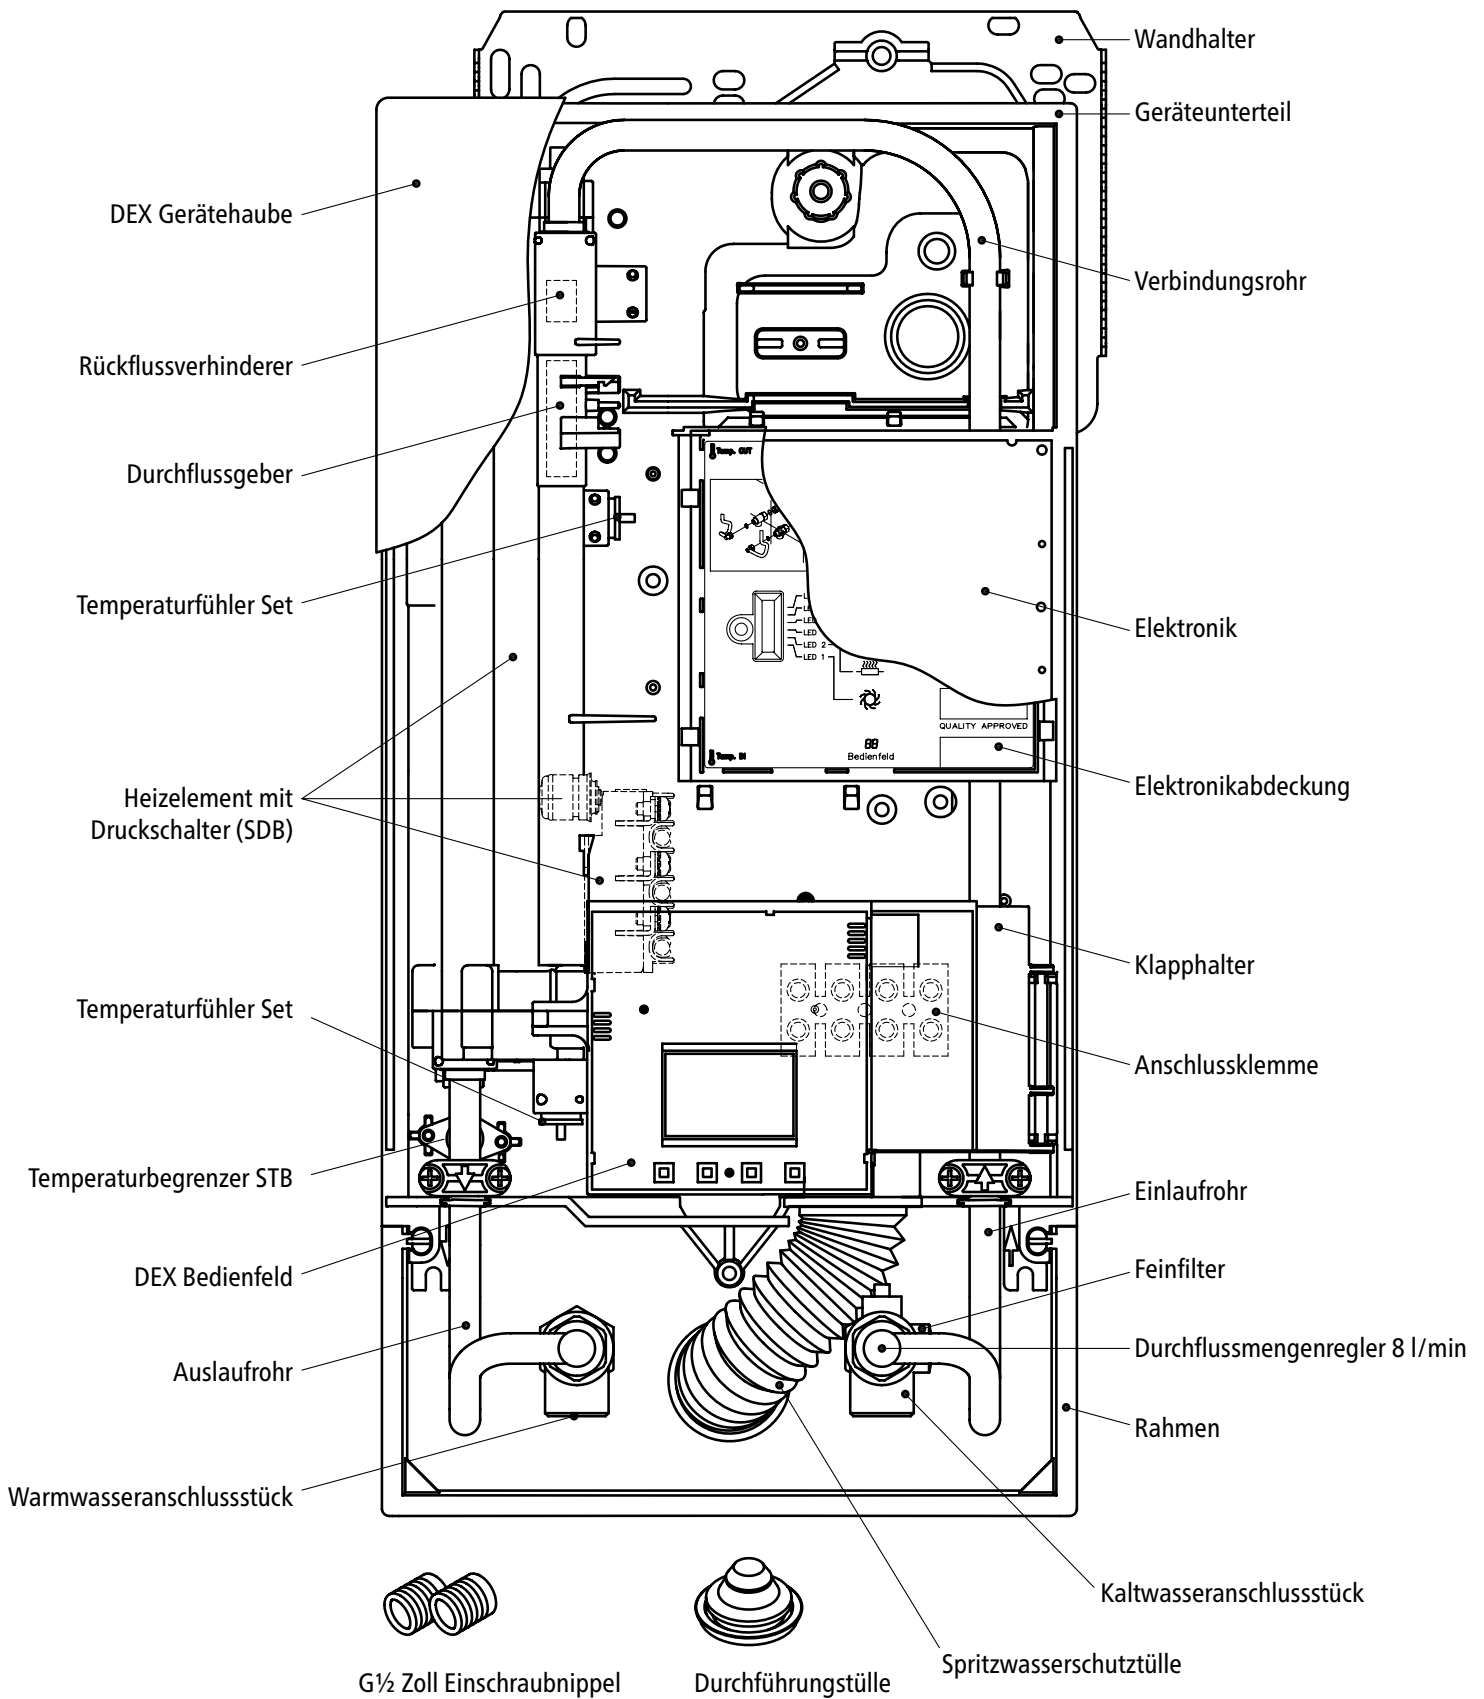 Wandhalter
Geräteunterteil
DEX Gerätehaube
Verbindungsrohr
Rückflussverhinderer
Durchflussgeber
Temp. OUT
Temperaturfühler Set
Elektronik
LED
LED 2
LED 1
QUALITY APPROVED
88
Bedienfeld
Temp. IN
Elektronikabdeckung
Heizelement mit
Druckschalter (SDB)
Klapphalter
Temperaturfühler Set
Anschlussklemme
Temperaturbegrenzer STB
Einlaufrohr
DEX Bedienfeld
Feinfilter
Durchflussmengenregler 8 l/min
Auslaufrohr
Rahmen
Warmwasseranschlussstück
Kaltwasseranschlussstück
Spritzwasserschutztülle
G½ Zoll Einschraubnippel
Durchführungstülle